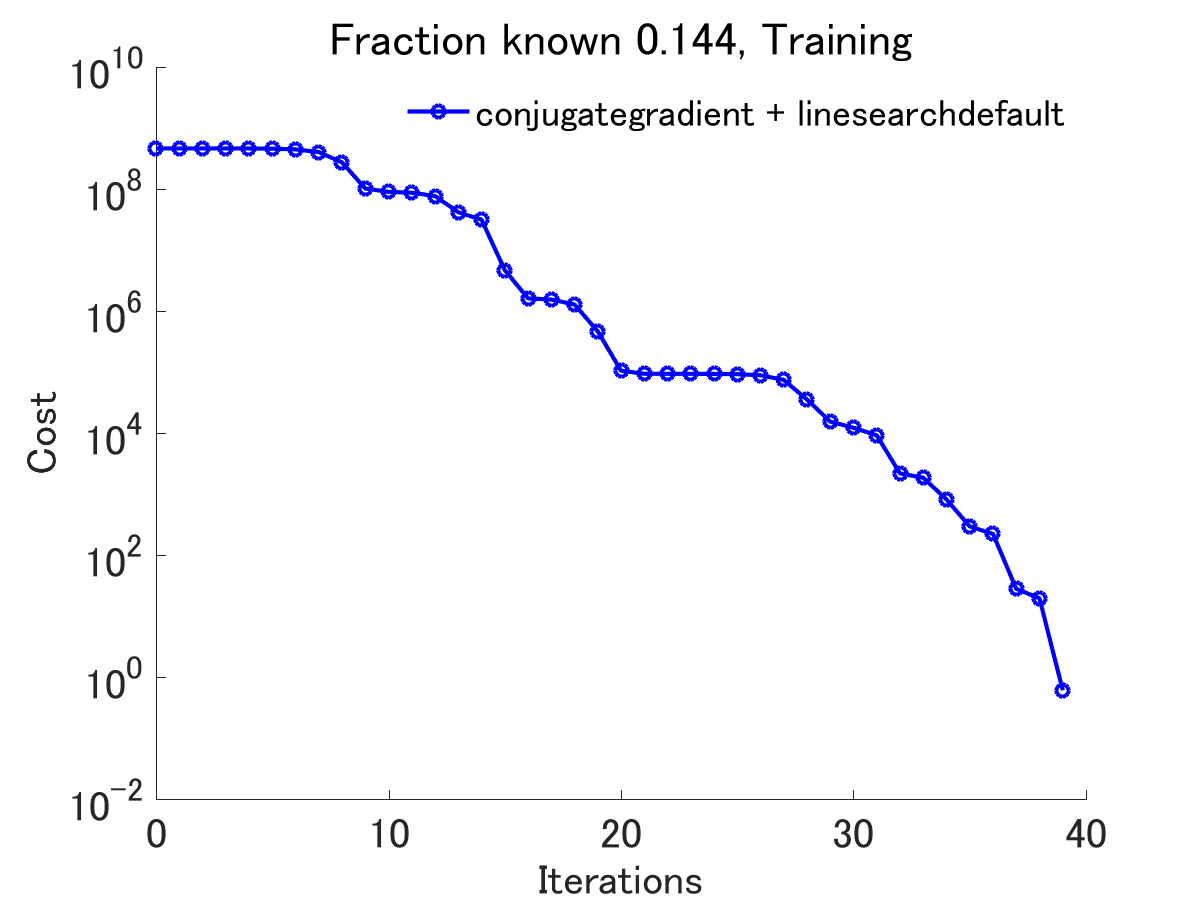 Fraction known 0.144, Training
conjugategradient + linesearchdefault
10^10
10^8
10^6
10^4
10^2
10^0
10^-2
Cost
0 10 20 30 40
Iterations